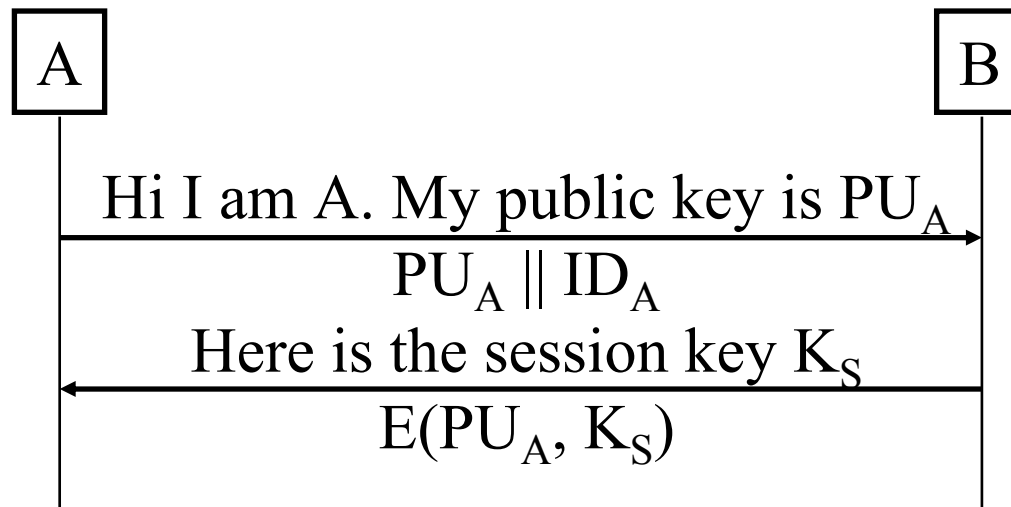 A
B
Hi I am A. My public key is PU_A
PU_A || ID_A
Here is the session key K_S
E(PU_A, K_S)